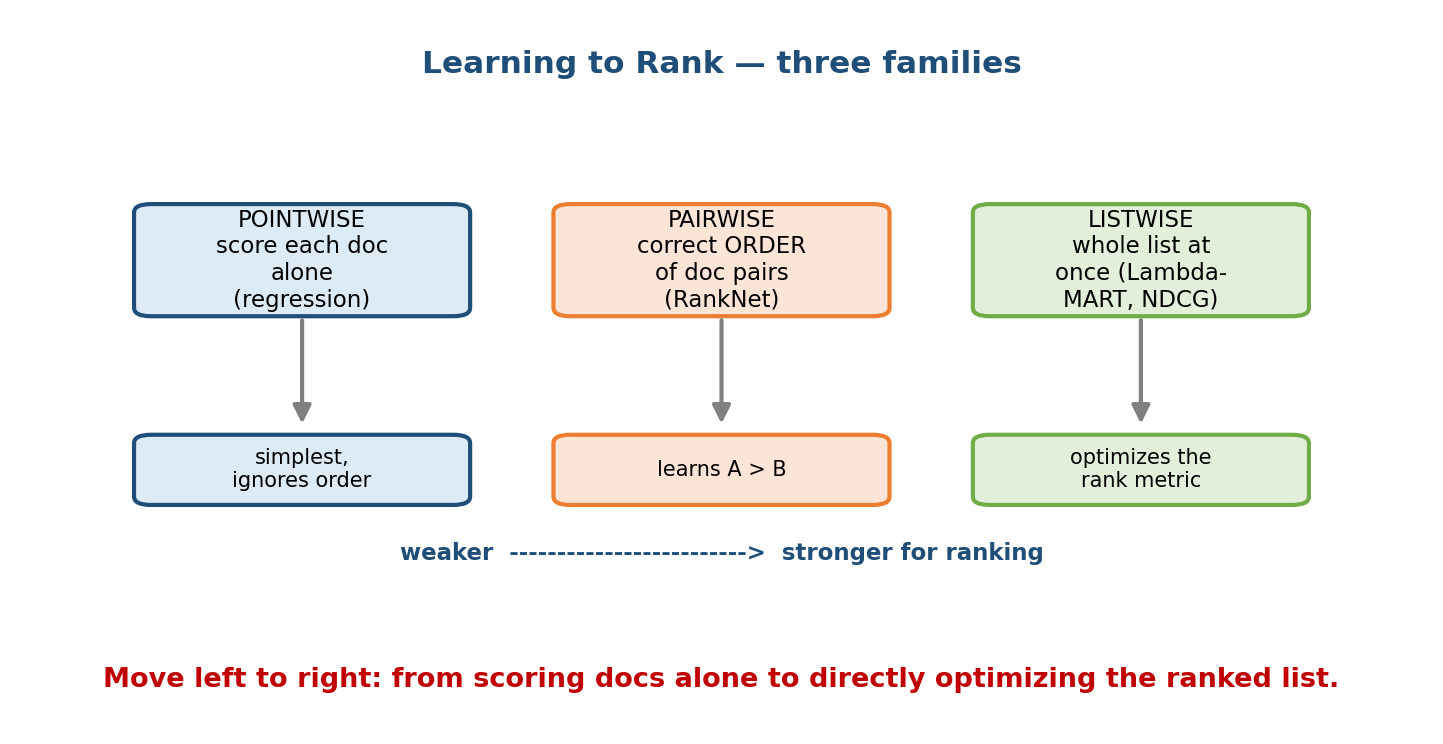 Learning to Rank — three families
POINTWISE
score each doc
alone
(regression)
PAIRWISE
correct ORDER
of doc pairs
(RankNet)
LISTWISE
whole list at
once (Lambda-
MART, NDCG)
simplest,
ignores order
learns A > B
optimizes the
rank metric
weaker ------------------------> stronger for ranking
Move left to right: from scoring docs alone to directly optimizing the ranked list.